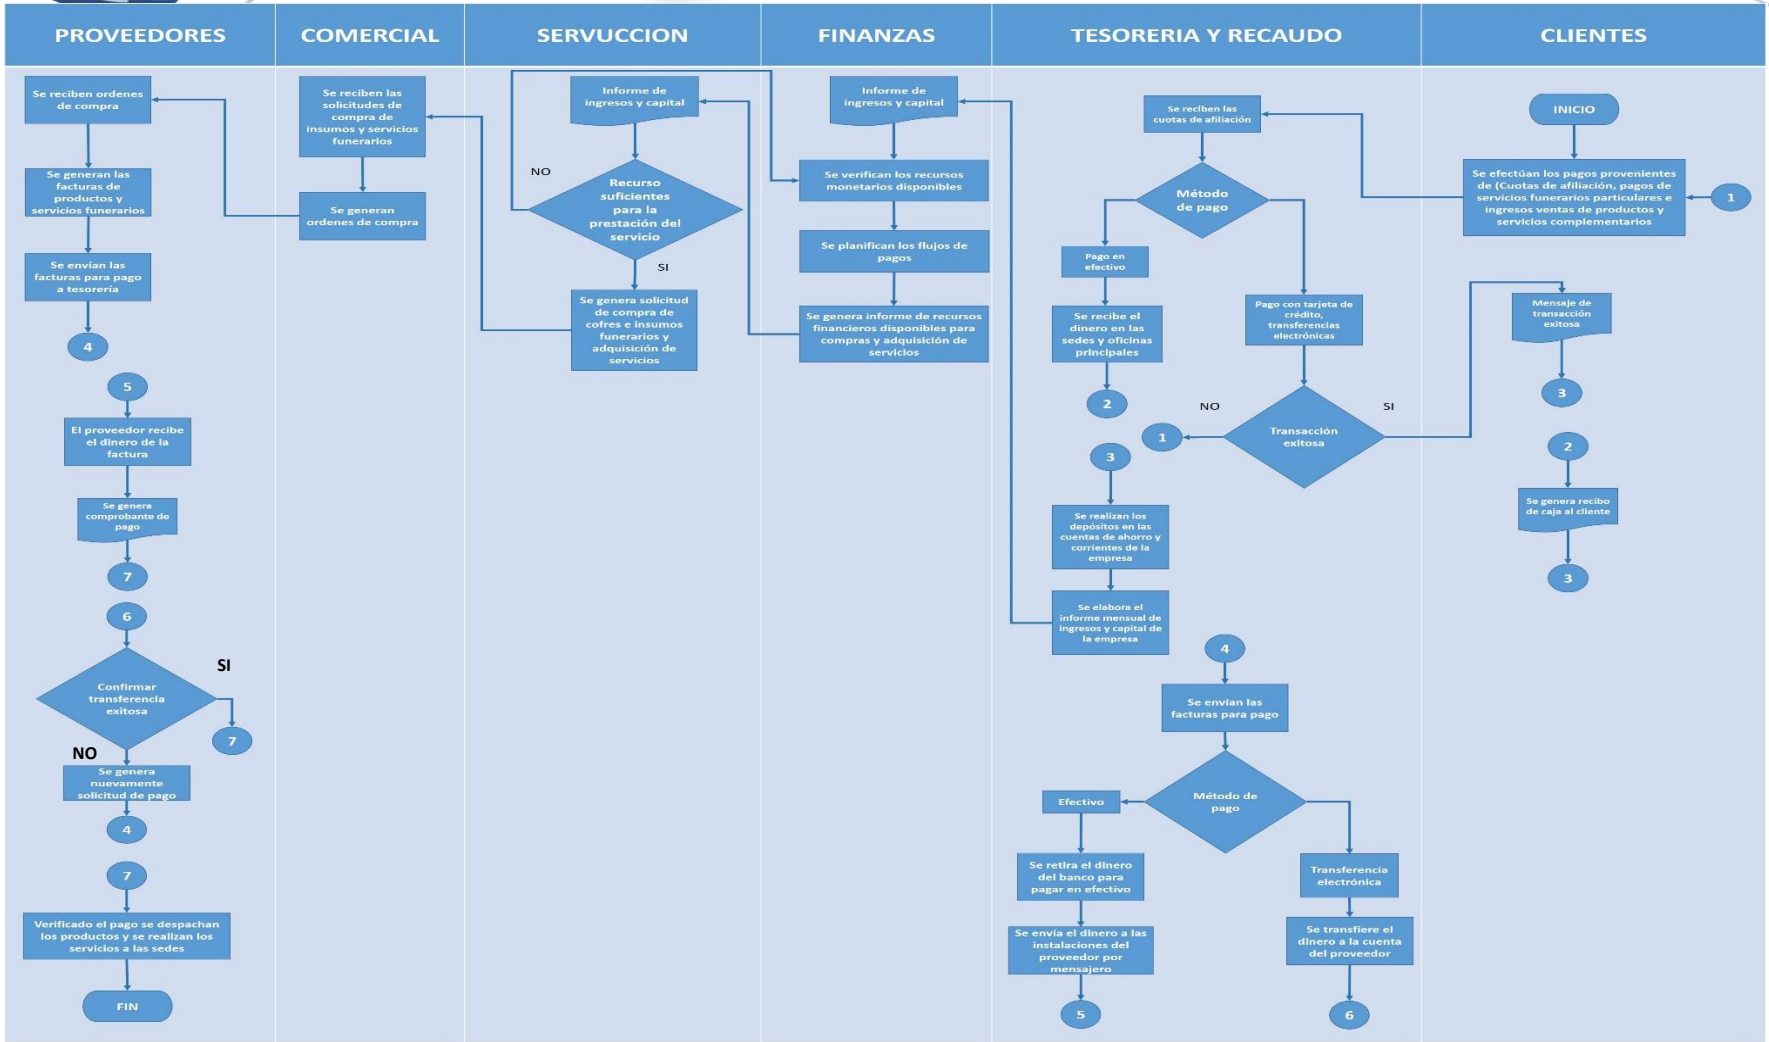 PROVEEDORES
COMERCIAL
SERVUCCION
FINANZAS
TESORERIA Y RECAUDO
CLIENTES
Se reciben ordenes
de compra
Se generan las
facturas de
productos y
servicios funerarios
Se envían las
facturas para pago
a tesorería
4
5
El proveedor recibe
el dinero de la
factura
Se genera
comprobante de
pago
7
6
Confirmar
transferencia
exitosa
SI
7
NO
Se genera
nuevamente
solicitud de pago
4
7
Verificado el pago se despachan
los productos y se realizan los
servicios a las sedes
FIN
Se reciben las
solicitudes de
compra de
insumos y servicios
funerarios
Se generan
ordenes de compra
Informe de
ingresos y capital
NO
Recurso
suficientes
para la
prestación del
servicio
SI
Se genera solicitud
de compra de
cofres e insumos
funerarios y
adquisición de
servicios
Informe de
ingresos y capital
Se verifican los recursos
monetarios disponibles
Se planifican los flujos de
pagos
Se genera informe de recursos
financieros disponibles para
compras y adquisición de
servicios
Se reciben las
cuotas de afiliación
Método
de pago
Pago en
efectivo
Se recibe el
dinero en las
sedes y oficinas
principales
2
Pago con tarjeta de
crédito,
transferencias
electrónicas
NO
SI
1
Transacción
exitosa
3
Se realizan los
depósitos en las
cuentas de ahorro y
corrientes de la
empresa
Se elabora el
informe mensual de
ingresos y capital de
la empresa
4
Se envían las
facturas para pago
Método de
pago
Efectivo
Se retira el dinero
del banco para
pagar en efectivo
Se envía el dinero a las
instalaciones del
proveedor por
mensajero
5
Transferencia
electrónica
Se transfiere el
dinero a la cuenta
del proveedor
6
INICIO
Se efectúan los pagos provenientes
de (Cuotas de afiliación, pagos de
servicios funerarios particulares e
ingresos ventas de productos y
servicios complementarios
1
Mensaje de
transacción
exitosa
3
2
Se genera recibo
de caja al cliente
3